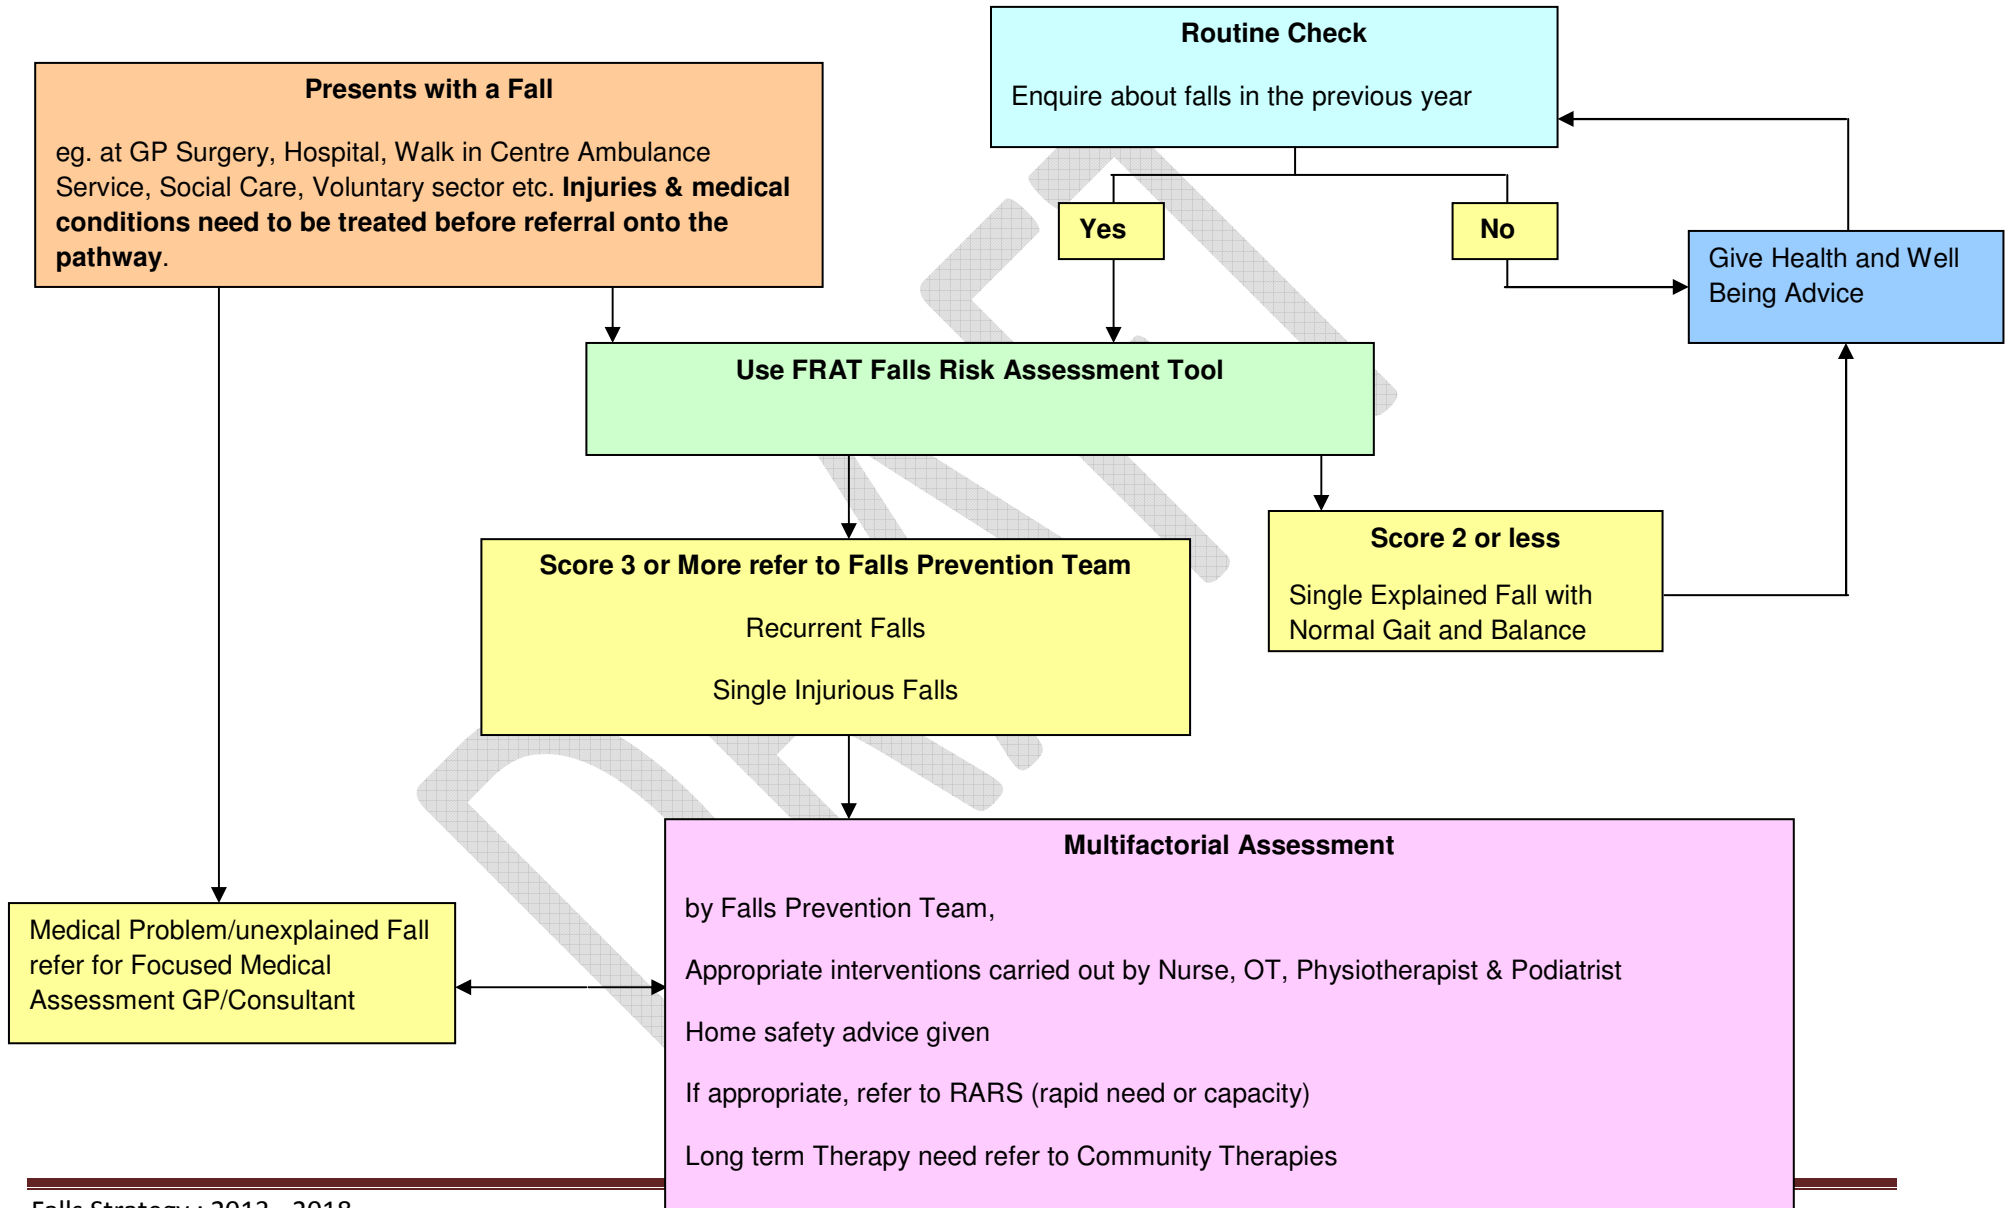 Routine Check
Enquire about falls in the previous year
Presents with a Fall
eg. at GP Surgery, Hospital, Walk in Centre Ambulance
Service, Social Care, Voluntary sector etc. Injuries & medical
conditions need to be treated before referral onto the
pathway.
Yes
No
Give Health and Well
Being Advice
Use FRAT Falls Risk Assessment Tool
Score 3 or More refer to Falls Prevention Team
Recurrent Falls
Single Injurious Falls
Score 2 or less
Single Explained Fall with
Normal Gait and Balance
Multifactorial Assessment
by Falls Prevention Team,
Appropriate interventions carried out by Nurse, OT, Physiotherapist & Podiatrist
Home safety advice given
If appropriate, refer to RARS (rapid need or capacity)
Long term Therapy need refer to Community Therapies
Medical Problem/unexplained Fall
refer for Focused Medical
Assessment GP/Consultant
DRAFT
Falls Strategy : - 2018